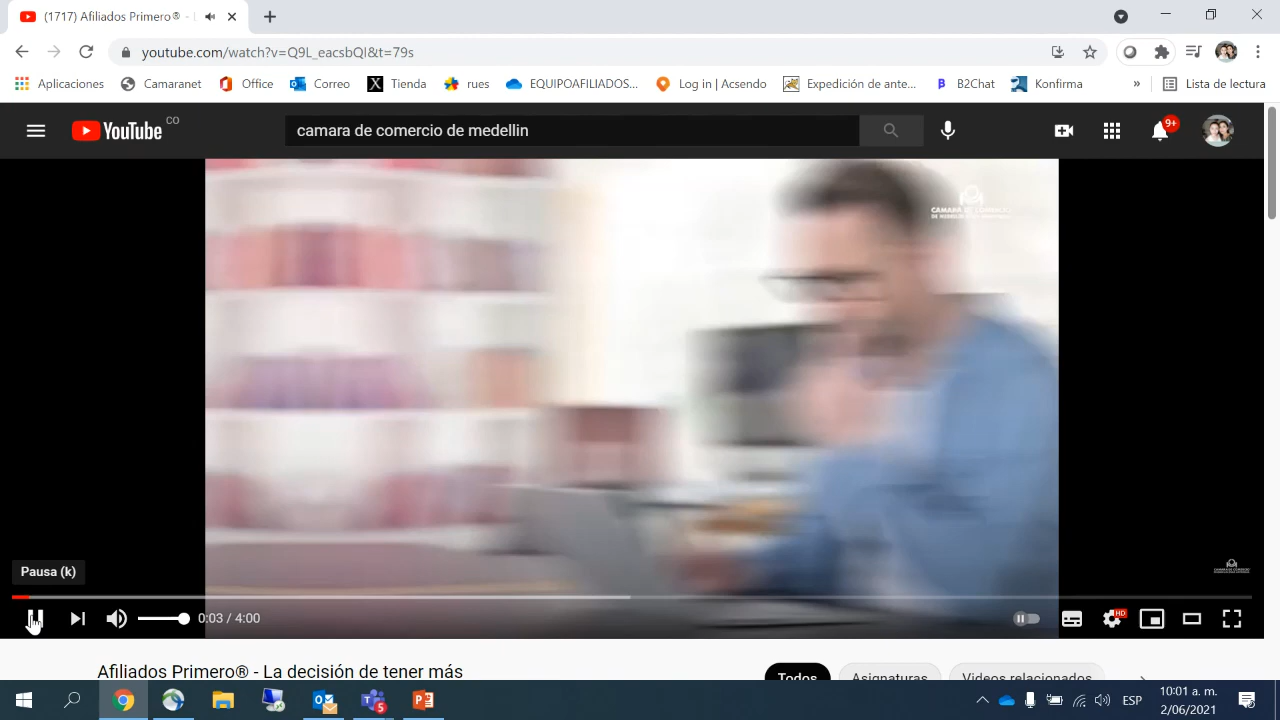 (1717) Afiliados Primero® -
youtube.com/watch?v=Q9L_eacsbQI&t=79s
Aplicaciones Camaranet Office Correo Tienda rues EQUIPOAFILIADOS... Log in | Acsendo Expedición de ante... B2Chat Konfirma » Lista de lectura
YouTube CO
camara de comercio de medellin
9+
CÁMARA DE COMERCIO
Pausa (k)
0:03 / 4:00
HD
Afiliados Primero® - La decisión de tener más
Todos Asignaturas Videos relacionados
ESP
10:01 a. m.
2/06/2021